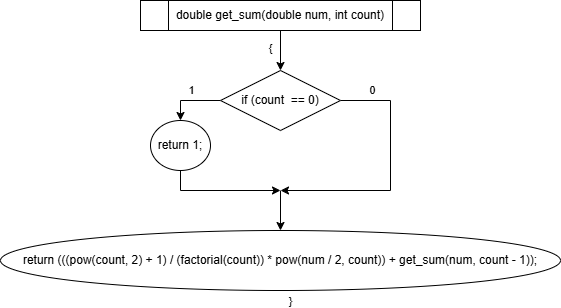 double get_sum(double num, int count)
{
if (count == 0)
1
0
return 1;
return (((pow(count, 2) + 1) / (factorial(count)) * pow(num / 2, count)) + get_sum(num, count - 1));
}